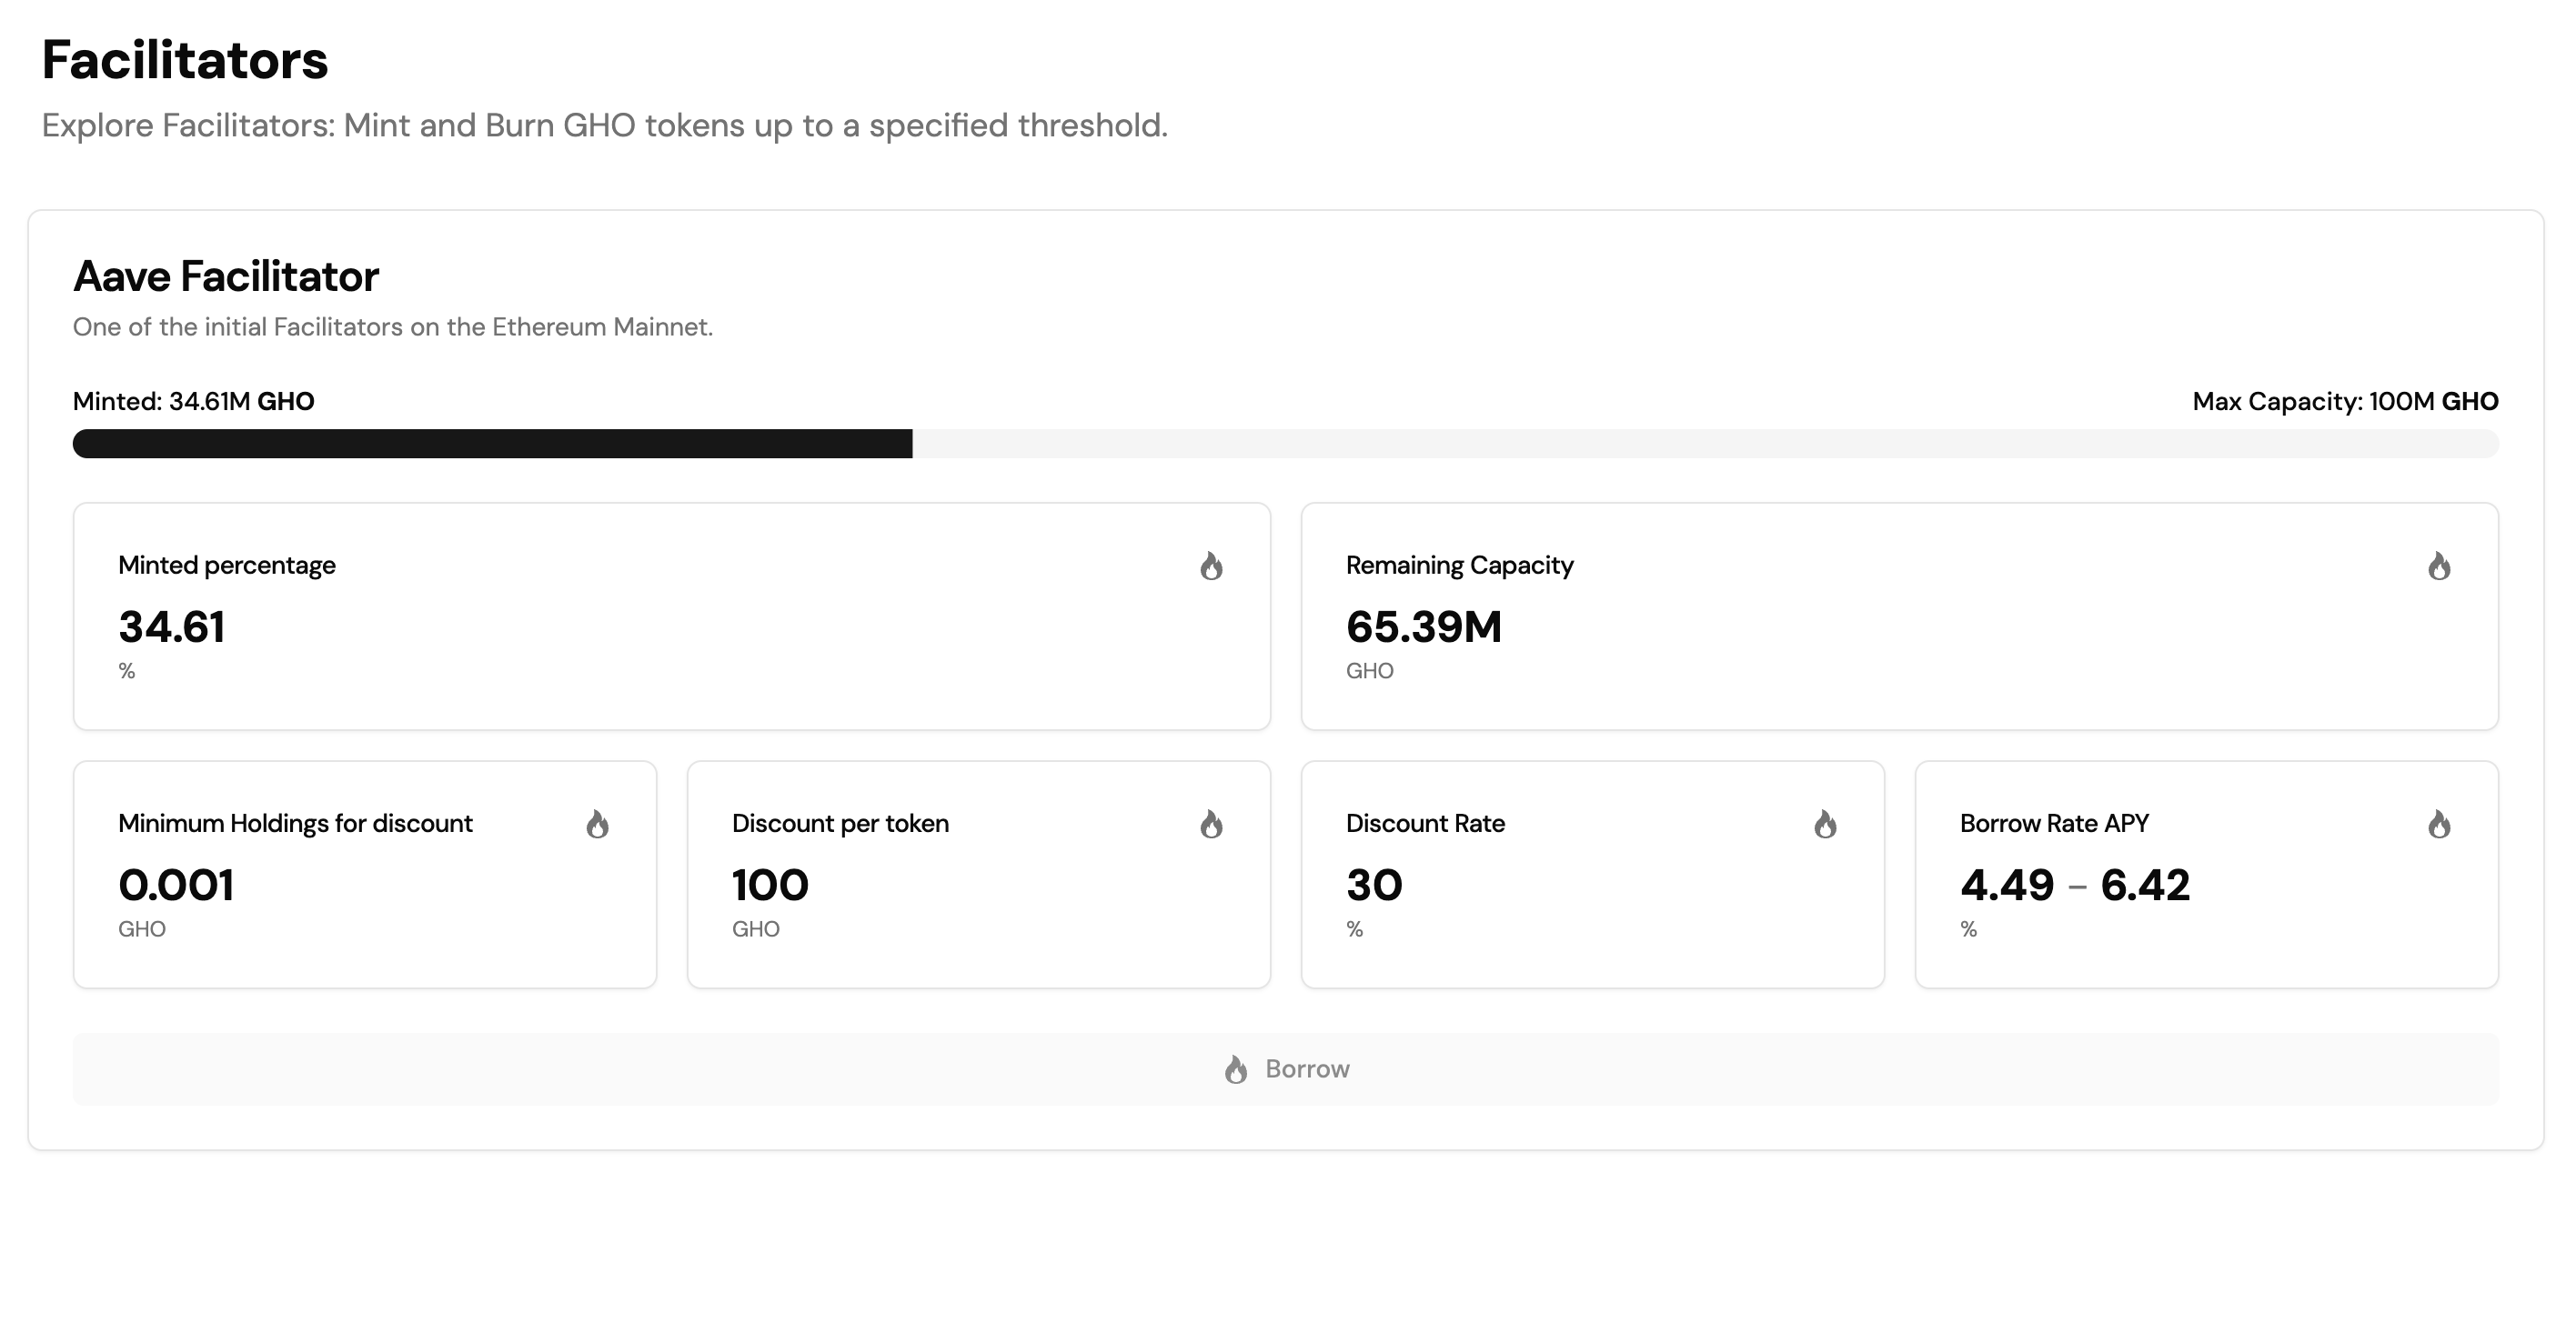 Facilitators
Explore Facilitators: Mint and Burn GHO tokens up to a specified threshold.
Aave Facilitator
One of the initial Facilitators on the Ethereum Mainnet.
Minted: 34.61M GHO
Max Capacity: 100M GHO
Minted percentage
34.61
%
Remaining Capacity
65.39M
GHO
Minimum Holdings for discount
0.001
GHO
Discount per token
100
GHO
Discount Rate
30
%
Borrow Rate APY
4.49 – 6.42
%
Borrow